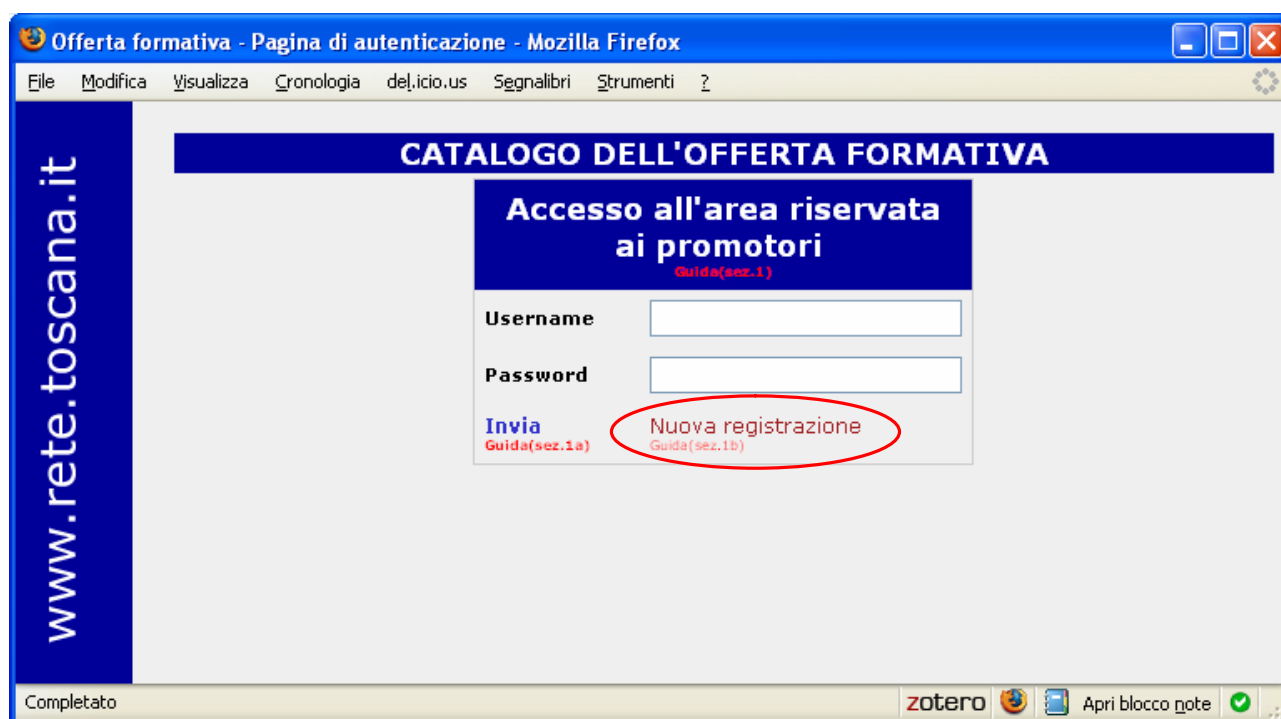 Offerta formativa - Pagina di autenticazione - Mozilla Firefox
File Modifica Visualizza Cronologia del.icio.us Segnalibri Strumenti ?
www.rete.toscana.it
CATALOGO DELL'OFFERTA FORMATIVA
Accesso all'area riservata
ai promotori
Guida(sez.1)
Username
Password
Invia Nuova registrazione
Guida(sez.1a) Guida(sez.1b)
Completato zotero Apri blocco note